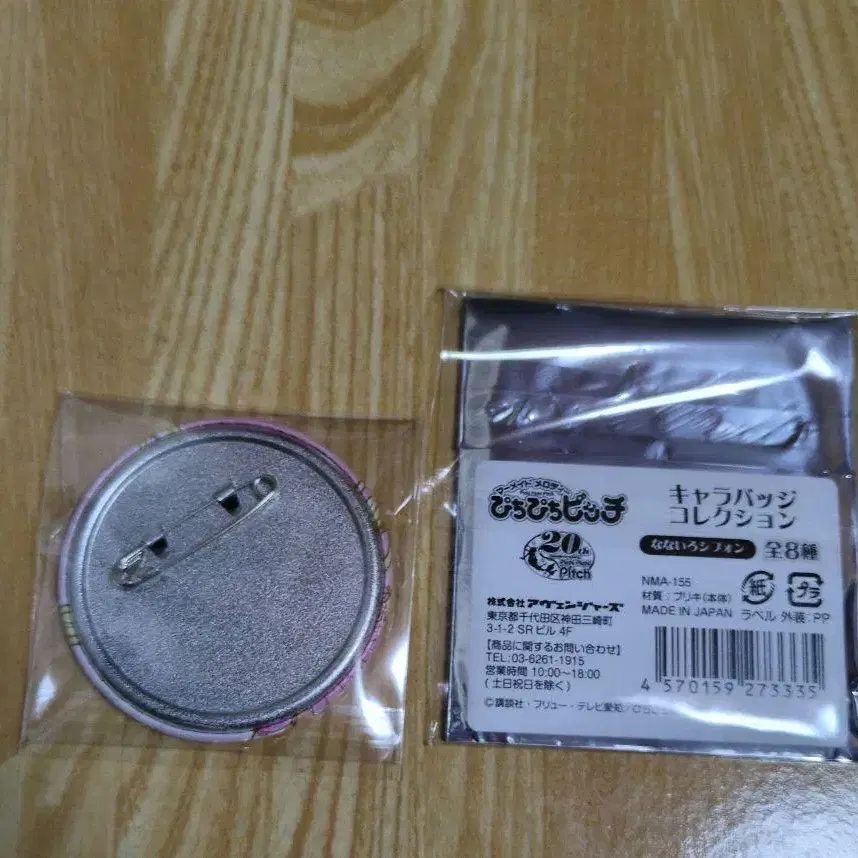 マーメイド メロディー
ぴちぴちピッチ
20th
Pichi Pichi
Pitch
キャラバッジ
コレクション
なないろシフォン 全8種
NMA-155
材質:ブリキ(本体)
MADE IN JAPAN ラベル 外装:PP
紙 プラ
株式会社 アヴェンジャーズ
東京都千代田区神田三崎町
3-1-2 SRビル 4F
【商品に関するお問い合わせ】
TEL:03-6261-1915
営業時間 10:00~18:00
(土日祝日を除く)
4 570159 273335
©講談社・フリュー・テレビ愛知